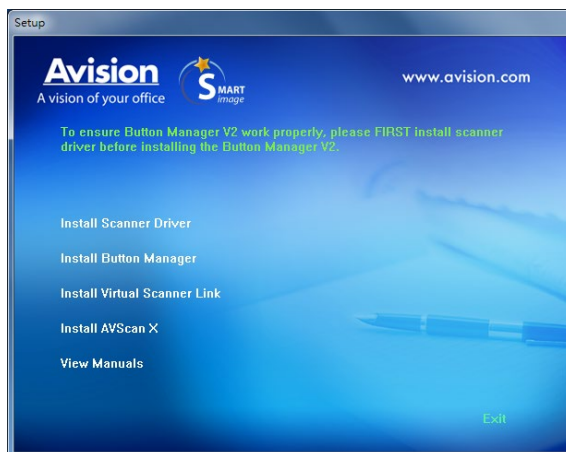 Setup
Avision
A vision of your office
SMART
image
www.avision.com
To ensure Button Manager V2 work properly, please FIRST install scanner
driver before installing the Button Manager V2.
Install Scanner Driver
Install Button Manager
Install Virtual Scanner Link
Install AVScan X
View Manuals
Exit